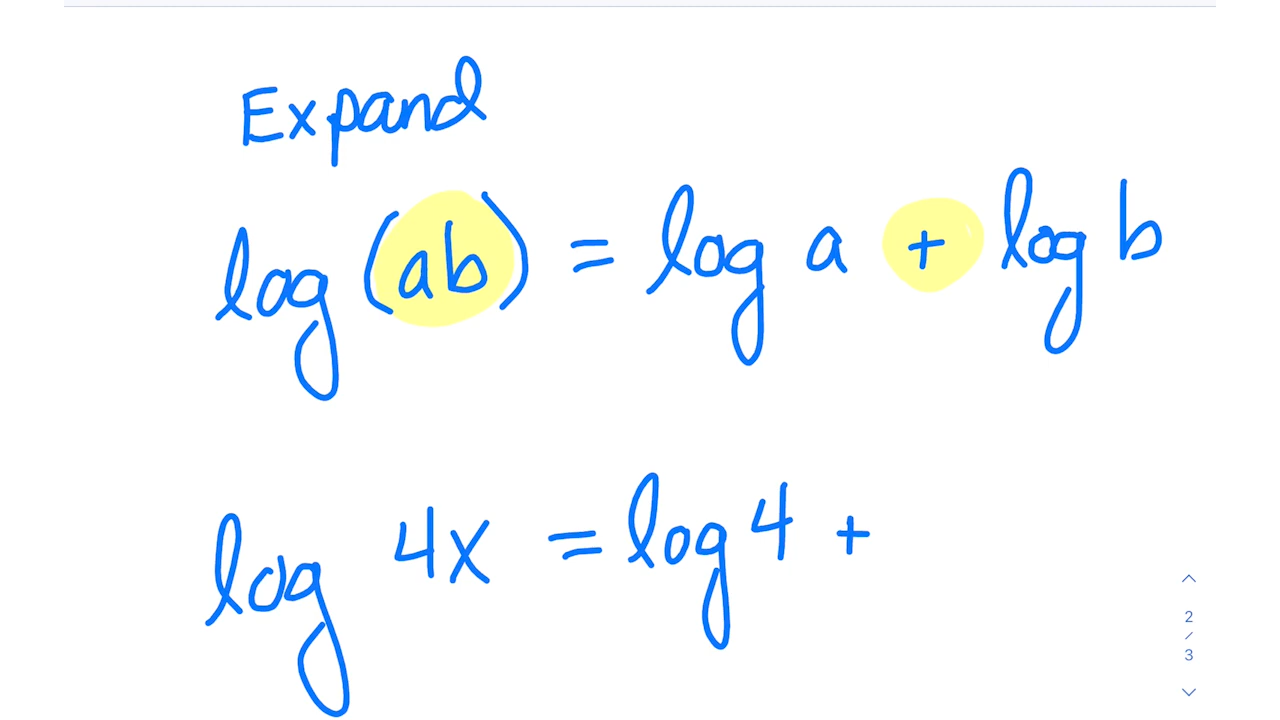 Expand
log (ab) = log a + log b
log 4x = log 4 +
2
/
3